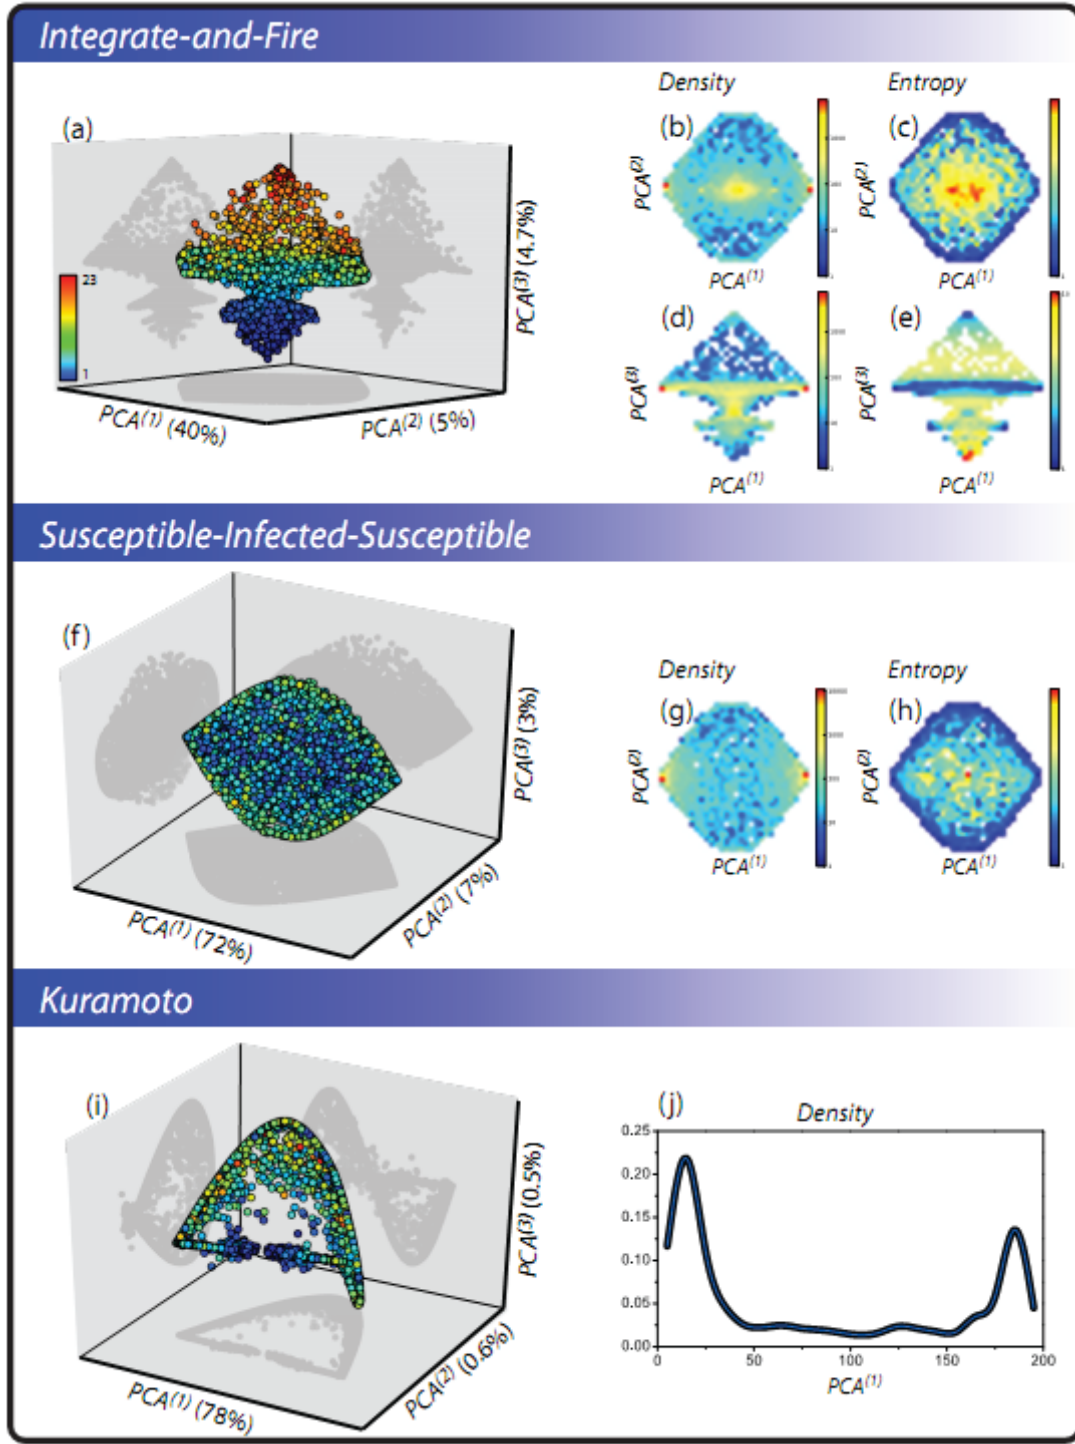 Integrate-and-Fire
(a)
23
1
PCA(1) (40%)
PCA(2) (5%)
PCA(3) (4.7%)
Density
Entropy
(b)
PCA(2)
PCA(1)
(c)
PCA(2)
PCA(1)
(d)
PCA(3)
PCA(1)
(e)
PCA(3)
PCA(1)
Susceptible-Infected-Susceptible
(f)
PCA(1) (72%)
PCA(2) (7%)
PCA(3) (3%)
Density
Entropy
(g)
PCA(2)
PCA(1)
(h)
PCA(2)
PCA(1)
Kuramoto
(i)
PCA(1) (78%)
PCA(2) (0.6%)
PCA(3) (0.5%)
(j)
Density
0.25
0.20
0.15
0.10
0.05
0.00
0 50 100 150 200
PCA(1)